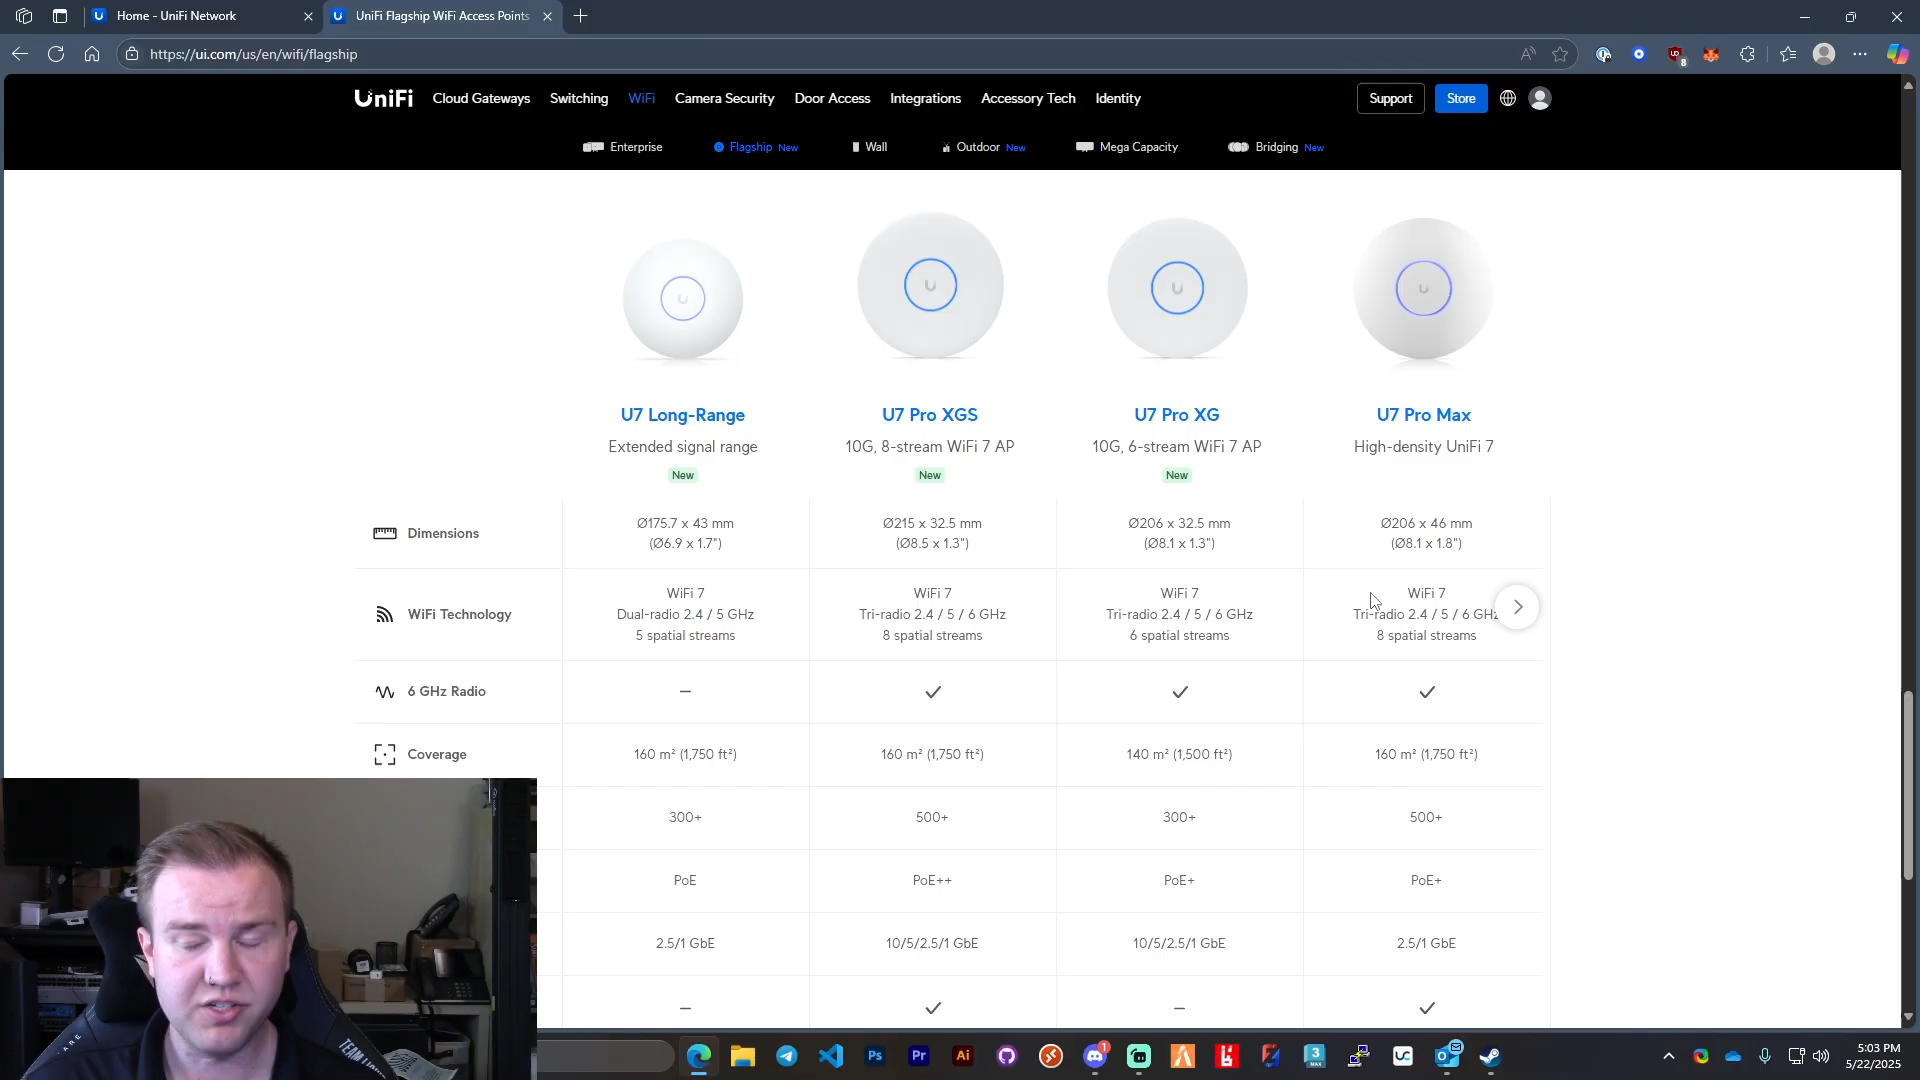 Home - UniFi Network
UniFi Flagship WiFi Access Points
https://ui.com/us/en/wifi/flagship
8
UniFi
Cloud Gateways
Switching
WiFi
Camera Security
Door Access
Integrations
Accessory Tech
Identity
Support
Store
Enterprise
Flagship New
Wall
Outdoor New
Mega Capacity
Bridging New
U7 Long-Range
U7 Pro XGS
U7 Pro XG
U7 Pro Max
Extended signal range
10G, 8-stream WiFi 7 AP
10G, 6-stream WiFi 7 AP
High-density UniFi 7
New
New
New
Dimensions
Ø175.7 x 43 mm
(Ø6.9 x 1.7")
Ø215 x 32.5 mm
(Ø8.5 x 1.3")
Ø206 x 32.5 mm
(Ø8.1 x 1.3")
Ø206 x 46 mm
(Ø8.1 x 1.8")
WiFi Technology
WiFi 7
Dual-radio 2.4 / 5 GHz
5 spatial streams
WiFi 7
Tri-radio 2.4 / 5 / 6 GHz
8 spatial streams
WiFi 7
Tri-radio 2.4 / 5 / 6 GHz
6 spatial streams
WiFi 7
Tri-radio 2.4 / 5 / 6 GHz
8 spatial streams
6 GHz Radio
Coverage
160 m² (1,750 ft²)
160 m² (1,750 ft²)
140 m² (1,500 ft²)
160 m² (1,750 ft²)
300+
500+
300+
500+
PoE
PoE++
PoE+
PoE+
2.5/1 GbE
10/5/2.5/1 GbE
10/5/2.5/1 GbE
2.5/1 GbE
Ps
Pr
Ai
1
3
UC
5:03 PM
5/22/2025